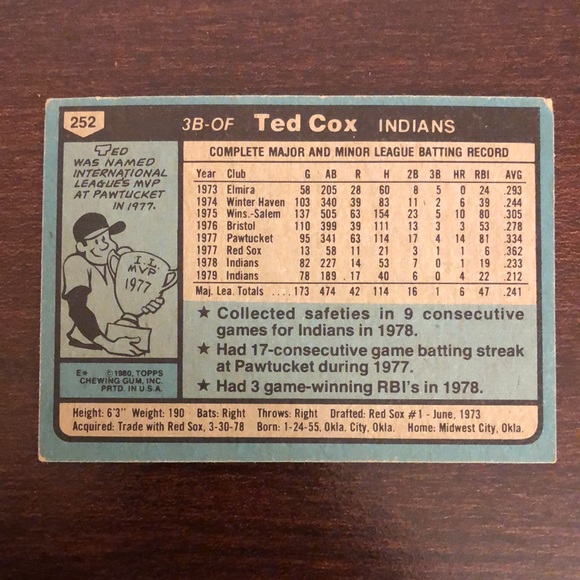 252
3B-OF Ted Cox INDIANS
TED
WAS NAMED
INTERNATIONAL
LEAGUE'S MVP
AT PAWTUCKET
IN 1977.
I.L.
MVP
1977
E* ©1980, TOPPS
CHEWING GUM, INC.
PRTD. IN U.S.A.
COMPLETE MAJOR AND MINOR LEAGUE BATTING RECORD
Year Club G AB R H 2B 3B HR RBI AVG
1973 Elmira 58 205 28 60 8 5 0 24 .293
1974 Winter Haven 103 340 39 83 11 2 6 39 .244
1975 Wins.-Salem 137 505 63 154 23 5 10 80 .305
1976 Bristol 110 399 39 111 13 3 3 53 .278
1977 Pawtucket 95 341 63 114 17 4 14 81 .334
1977 Red Sox 13 58 11 21 3 1 1 6 .362
1978 Indians 82 227 14 53 7 0 1 19 .233
1979 Indians 78 189 17 40 6 0 4 22 .212
Maj. Lea. Totals .....173 474 42 114 16 1 6 47 .241
★ Collected safeties in 9 consecutive
games for Indians in 1978.
★ Had 17-consecutive game batting streak
at Pawtucket during 1977.
★ Had 3 game-winning RBI's in 1978.
Height: 6'3" Weight: 190 Bats: Right Throws: Right Drafted: Red Sox #1 - June, 1973
Acquired: Trade with Red Sox, 3-30-78 Born: 1-24-55, Okla. City, Okla. Home: Midwest City, Okla.